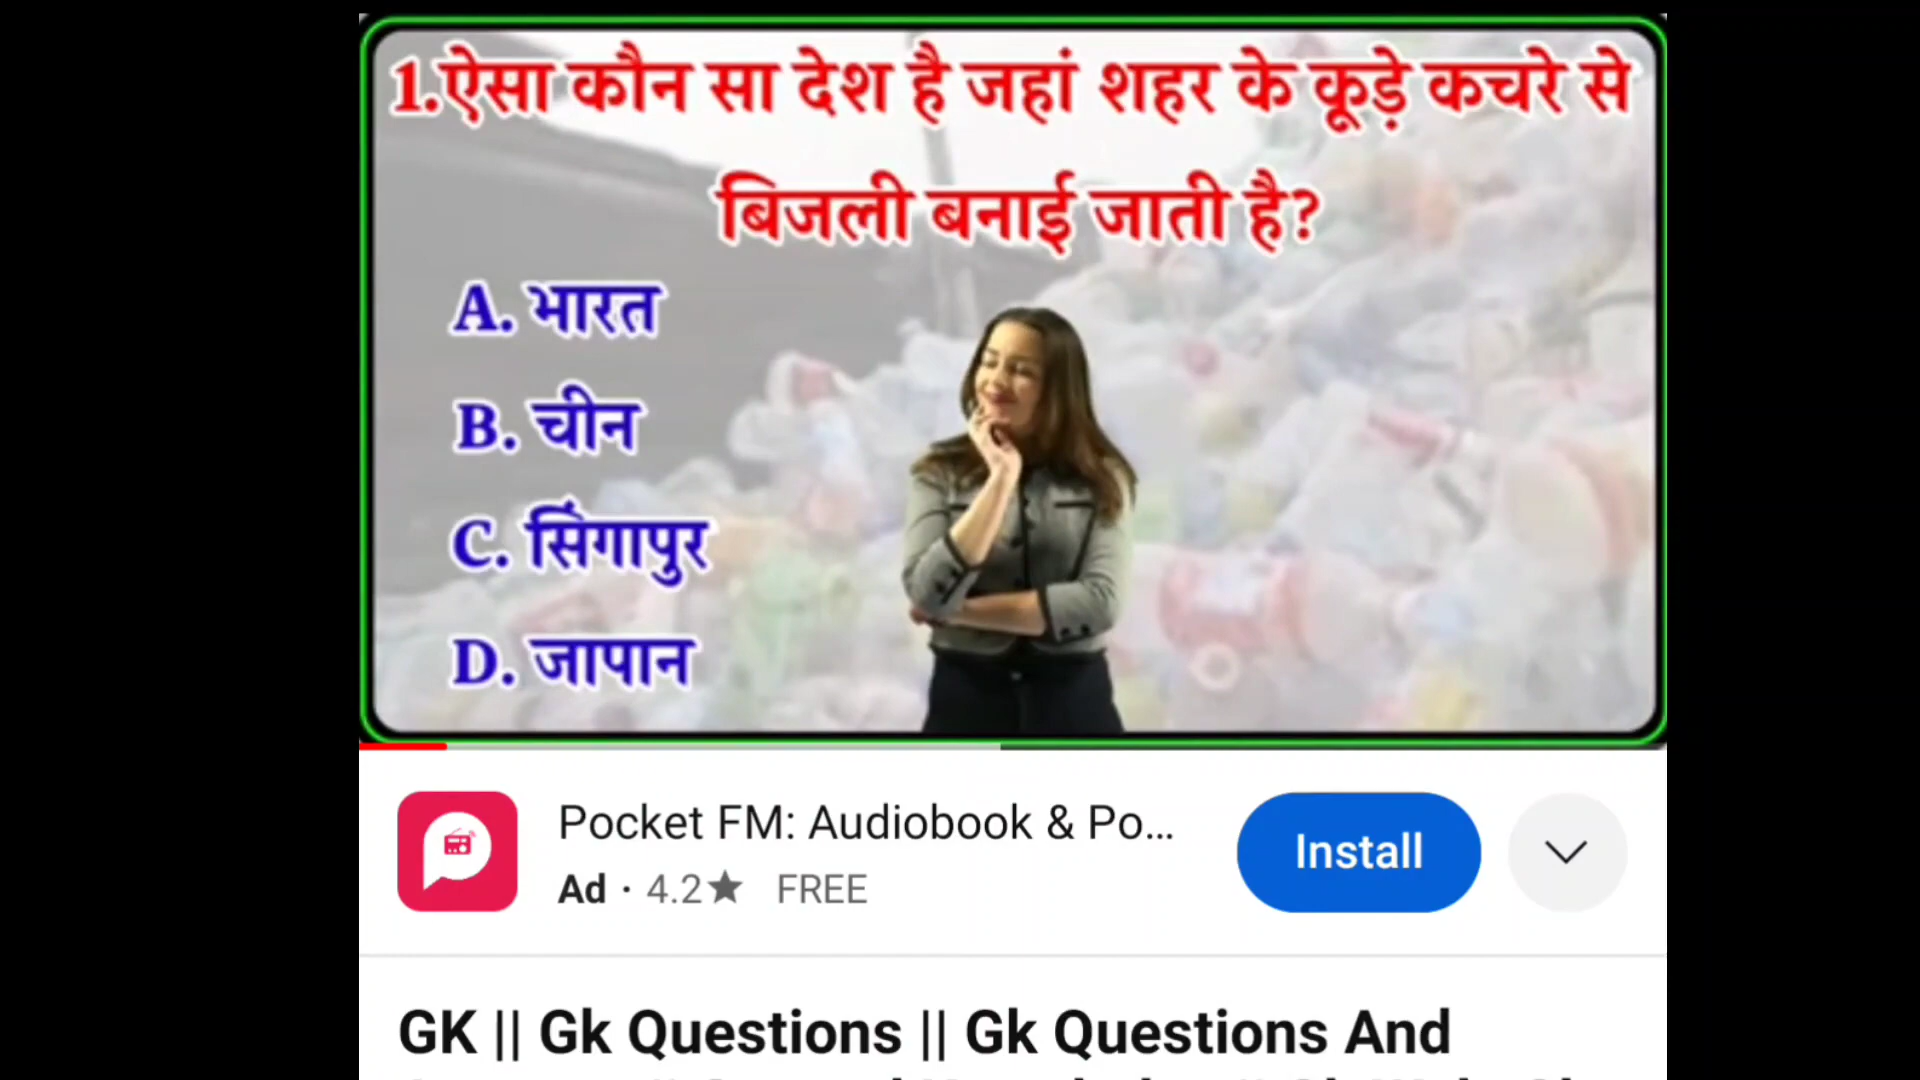 1.ऐसा कौन सा देश है जहां शहर के कूड़े कचरे से
बिजली बनाई जाती है?
A. भारत
B. चीन
C. सिंगापुर
D. जापान
Pocket FM: Audiobook & Po...
Install
Ad · 4.2★ FREE
GK || Gk Questions || Gk Questions And